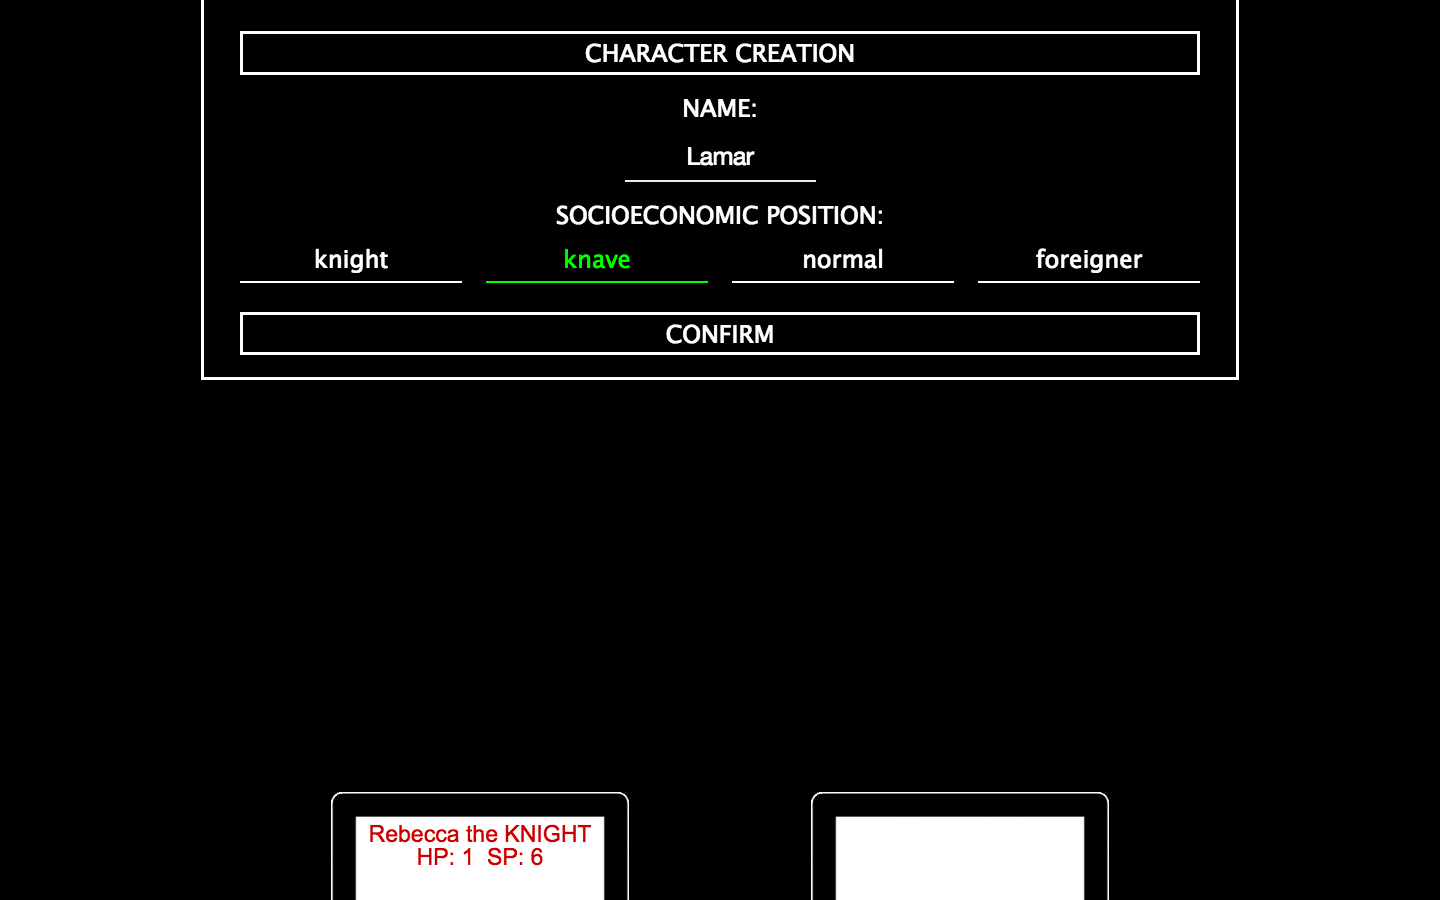 CHARACTER CREATION
NAME:
Lamar
SOCIOECONOMIC POSITION:
knight knave normal foreigner
CONFIRM
Rebecca the KNIGHT
HP: 1 SP: 6